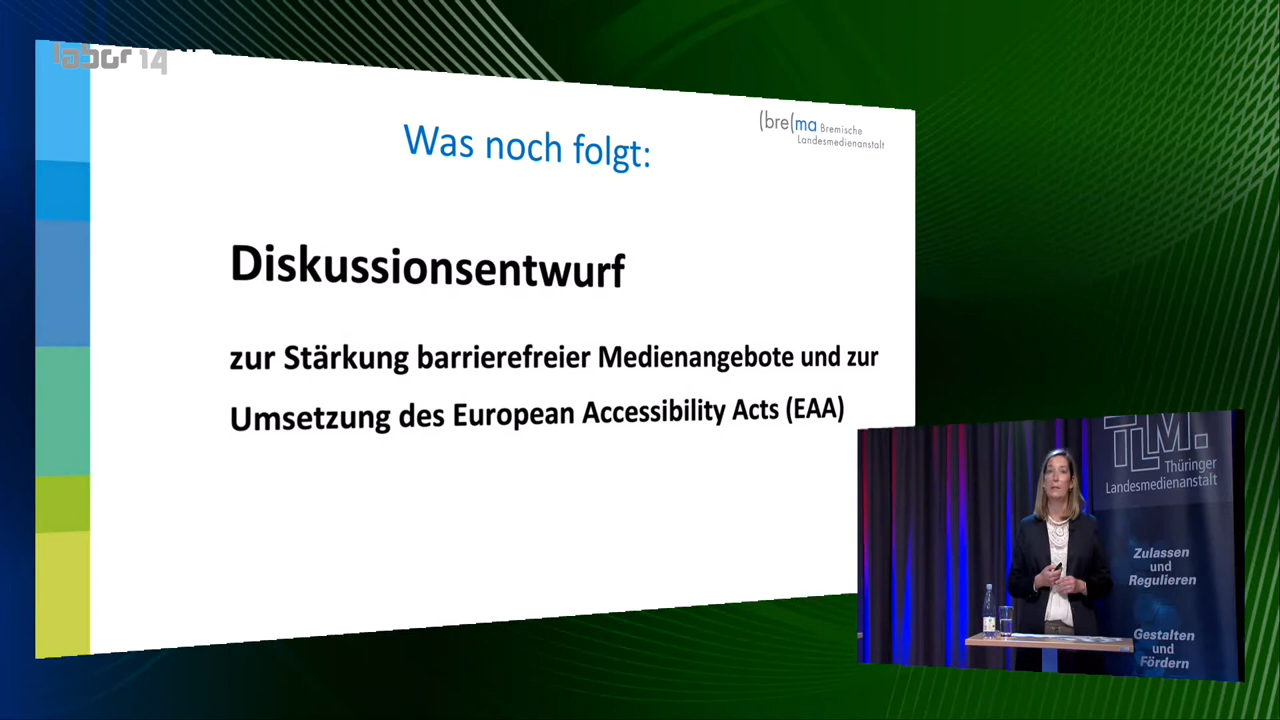 labor 14
(bre(ma Bremische
Landesmedienanstalt
Was noch folgt:
Diskussionsentwurf
zur Stärkung barrierefreier Medienangebote und zur
Umsetzung des European Accessibility Acts (EAA)
TLM.
Thüringer
Landesmedienanstalt
Zulassen
und
Regulieren
Gestalten
und
Fördern